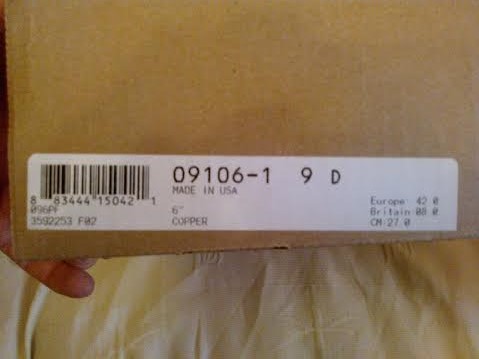 09106-1 9 D
MADE IN USA
8 83444 15042 1
096PF
6"
3592253 F02
COPPER
Europe 42 0
Britain 08 0
CM 27 0